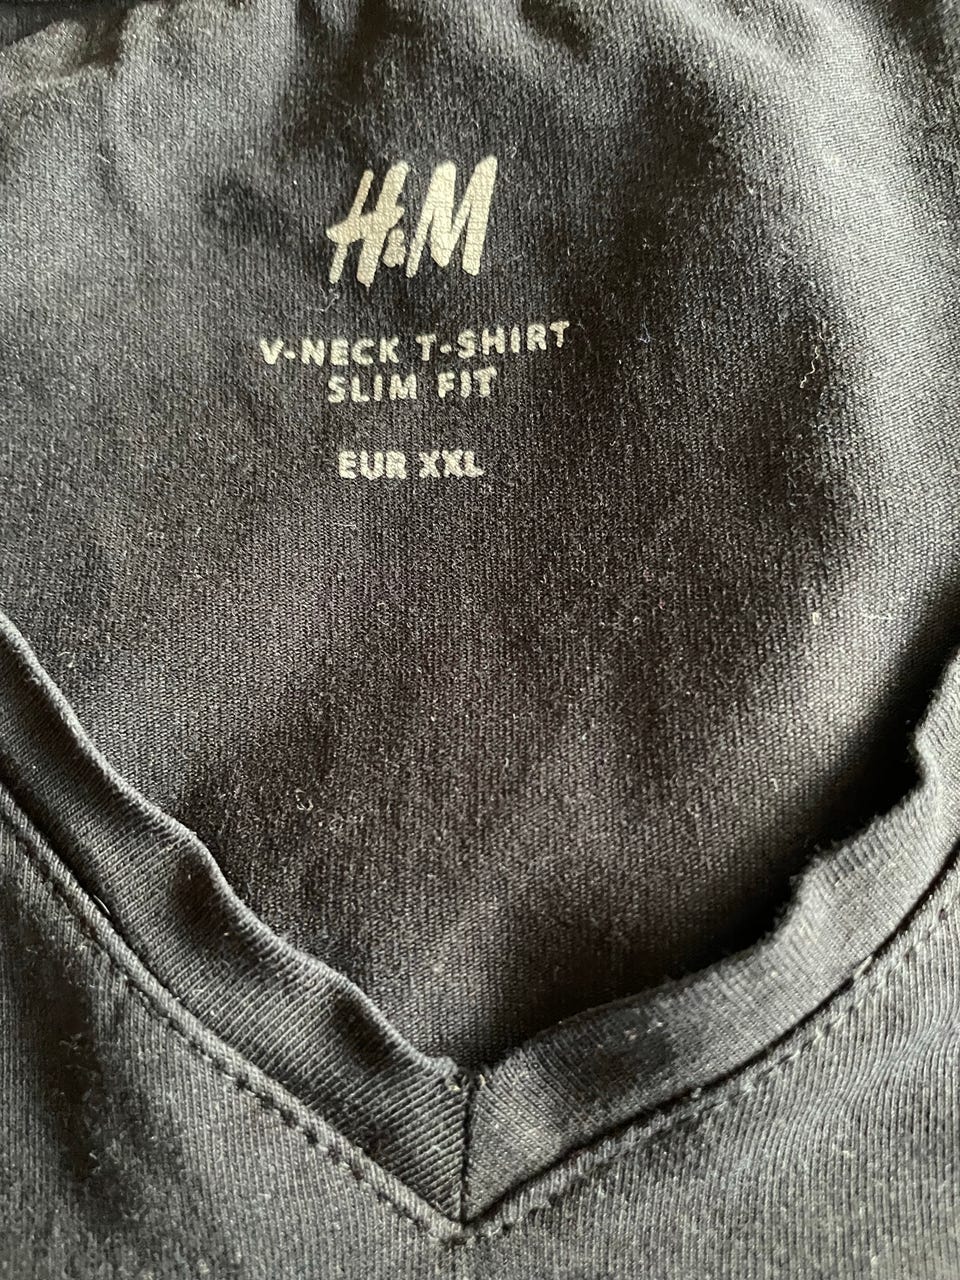 H&M
V-NECK T-SHIRT
SLIM FIT
EUR XXL